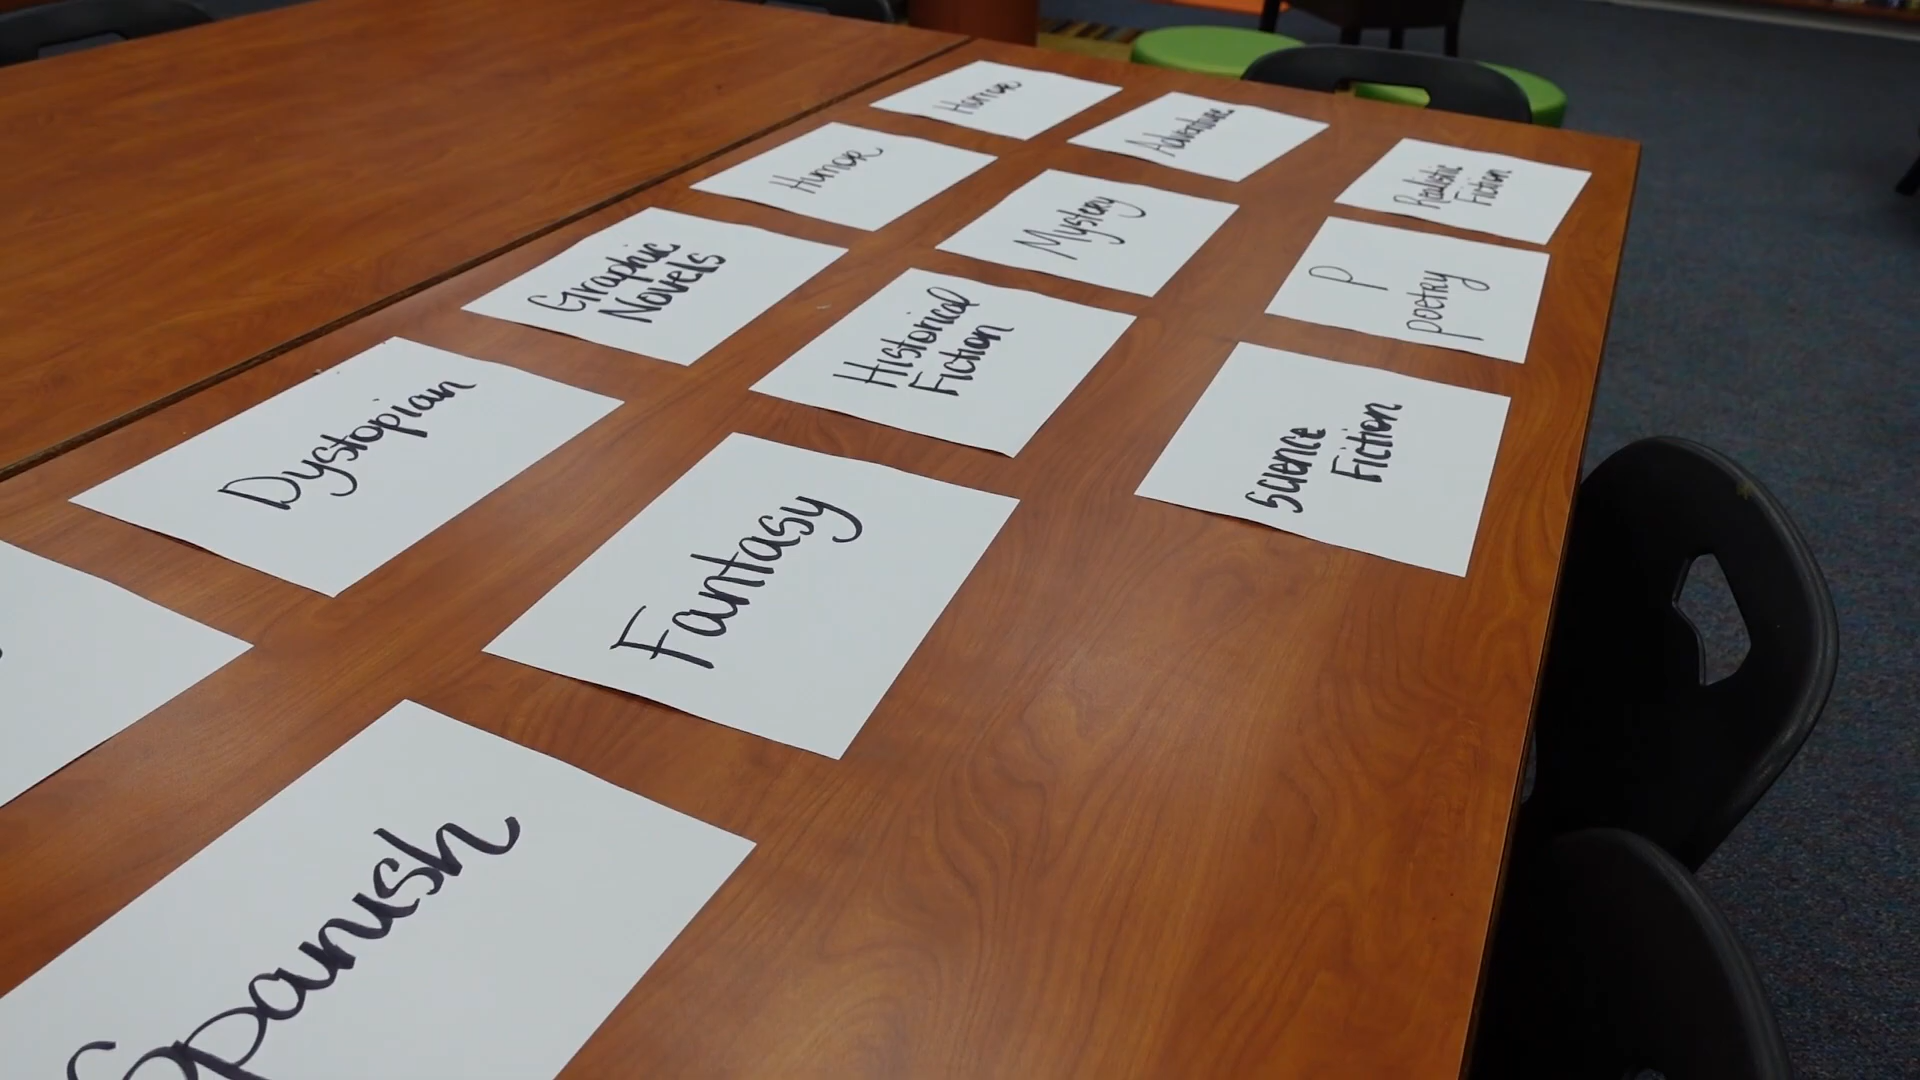 Horror
Adventure
Realistic
Fiction
Humor
Mystery
P
poetry
Graphic
Novels
Historical
Fiction
Science
Fiction
Dystopian
Fantasy
Spanish